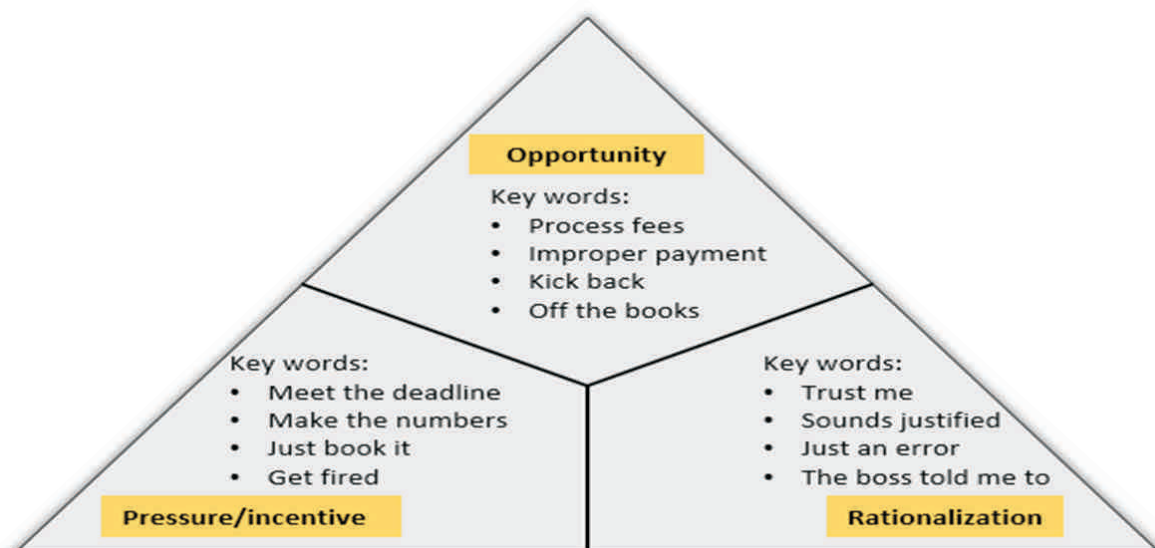 Opportunity
Key words:
• Process fees
• Improper payment
• Kick back
• Off the books
Key words:
• Meet the deadline
• Make the numbers
• Just book it
• Get fired
Pressure/incentive
Key words:
• Trust me
• Sounds justified
• Just an error
• The boss told me to
Rationalization